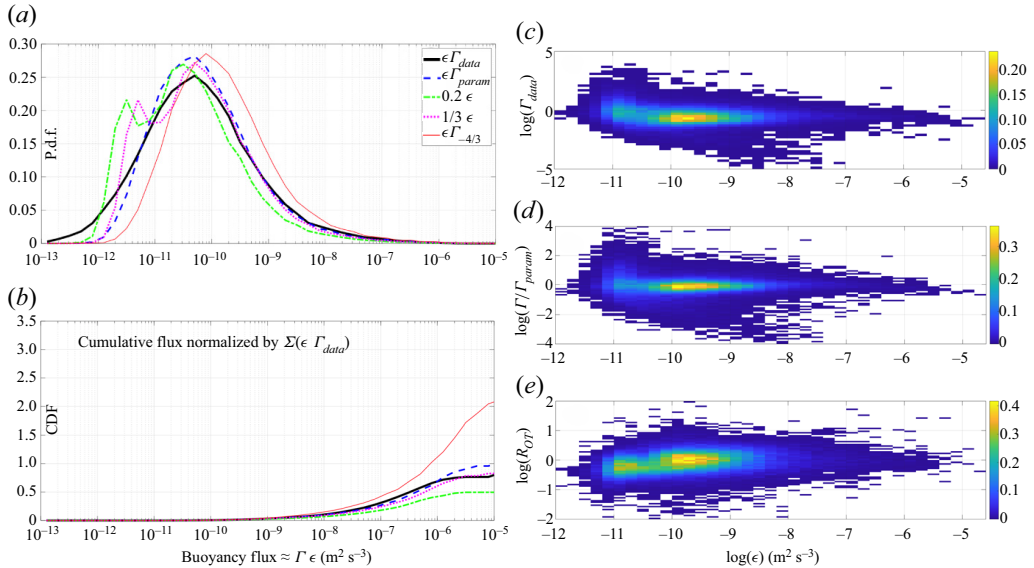 (a)
0.30
0.25
0.20
0.15
0.10
0.05
0
P.d.f.
ϵΓdata
ϵΓparam
0.2 ϵ
1/3 ϵ
ϵΓ−4/3
10−13 10−12 10−11 10−10 10−9 10−8 10−7 10−6 10−5
(b)
3.5
3.0
2.5
2.0
1.5
1.0
0.5
0
CDF
Cumulative flux normalized by Σ(ϵ Γdata)
10−13 10−12 10−11 10−10 10−9 10−8 10−7 10−6 10−5
Buoyancy flux ≈ Γ ϵ (m2 s−3)
(c)
5
0
−5
log(Γdata)
−12 −11 −10 −9 −8 −7 −6 −5
0.20
0.15
0.10
0.05
0
(d)
4
2
0
−2
−4
log(Γ/Γparam)
−12 −11 −10 −9 −8 −7 −6 −5
0.3
0.2
0.1
0
(e)
2
1
0
−1
−2
log(ROT)
−12 −11 −10 −9 −8 −7 −6 −5
0.4
0.3
0.2
0.1
0
log(ϵ) (m2 s−3)